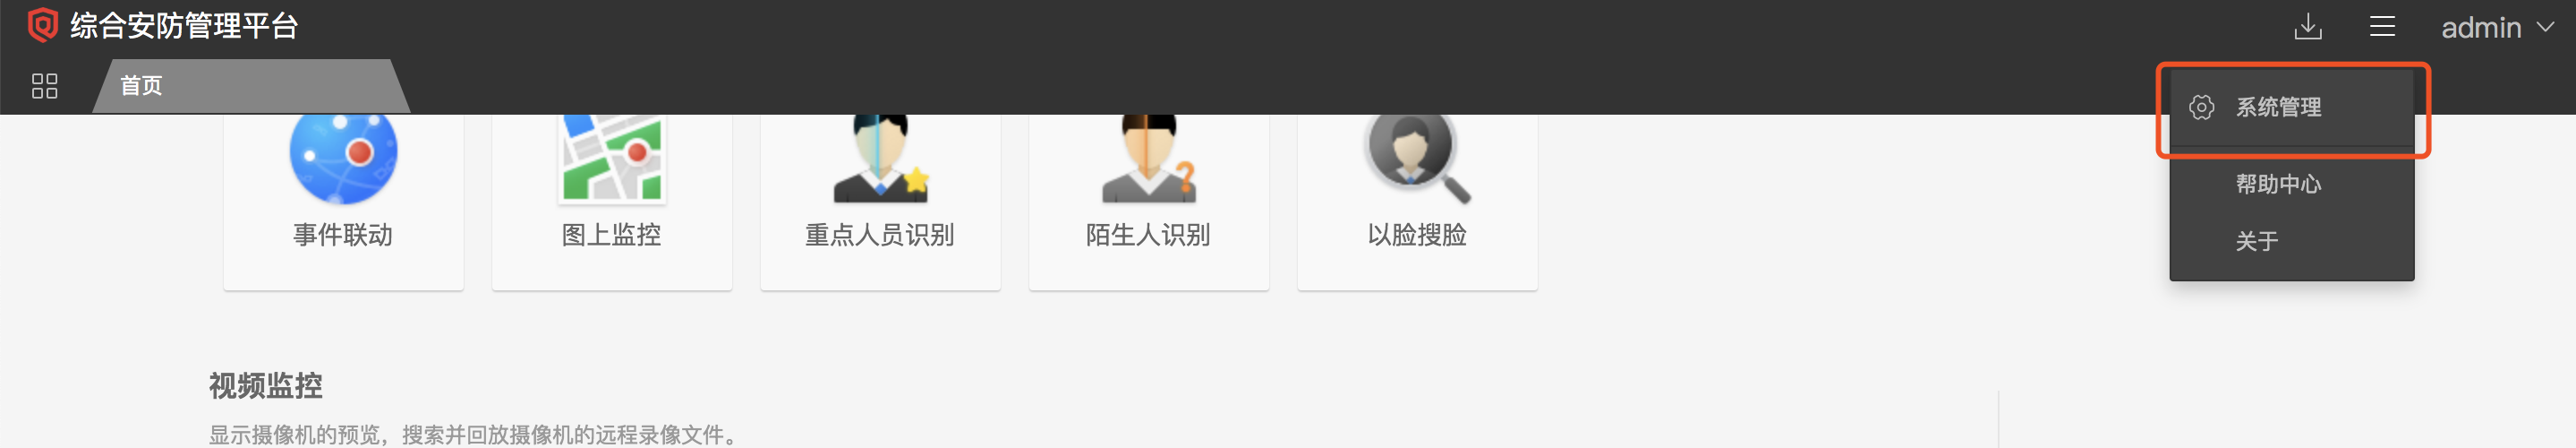 综合安防管理平台
admin
首页
系统管理
帮助中心
关于
事件联动
图上监控
重点人员识别
陌生人识别
以脸搜脸
视频监控
显示摄像机的预览，搜索并回放摄像机的远程录像文件。